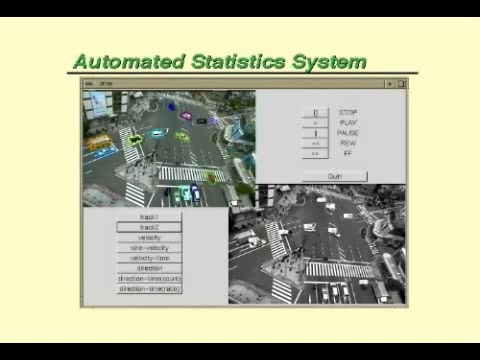 Automated Statistics System
[] STOP
< PLAY
|| PAUSE
<< REW
>> FF
Quit!
track1
track2
velocity
size-velocity
velocity-time
direction
direction-time(count)
direction-time(ratio)